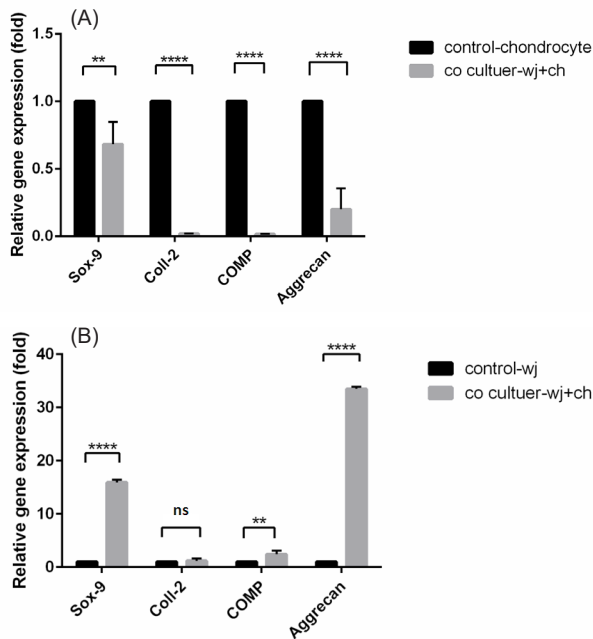 (A)
Relative gene expression (fold)
1.5
1.0
0.5
0.0
**
****
****
****
Sox-9
Coll-2
COMP
Aggrecan
control-chondrocyte
co cultuer-wj+ch
(B)
Relative gene expression (fold)
40
30
20
10
0
****
ns
**
****
Sox-9
Coll-2
COMP
Aggrecan
control-wj
co cultuer-wj+ch